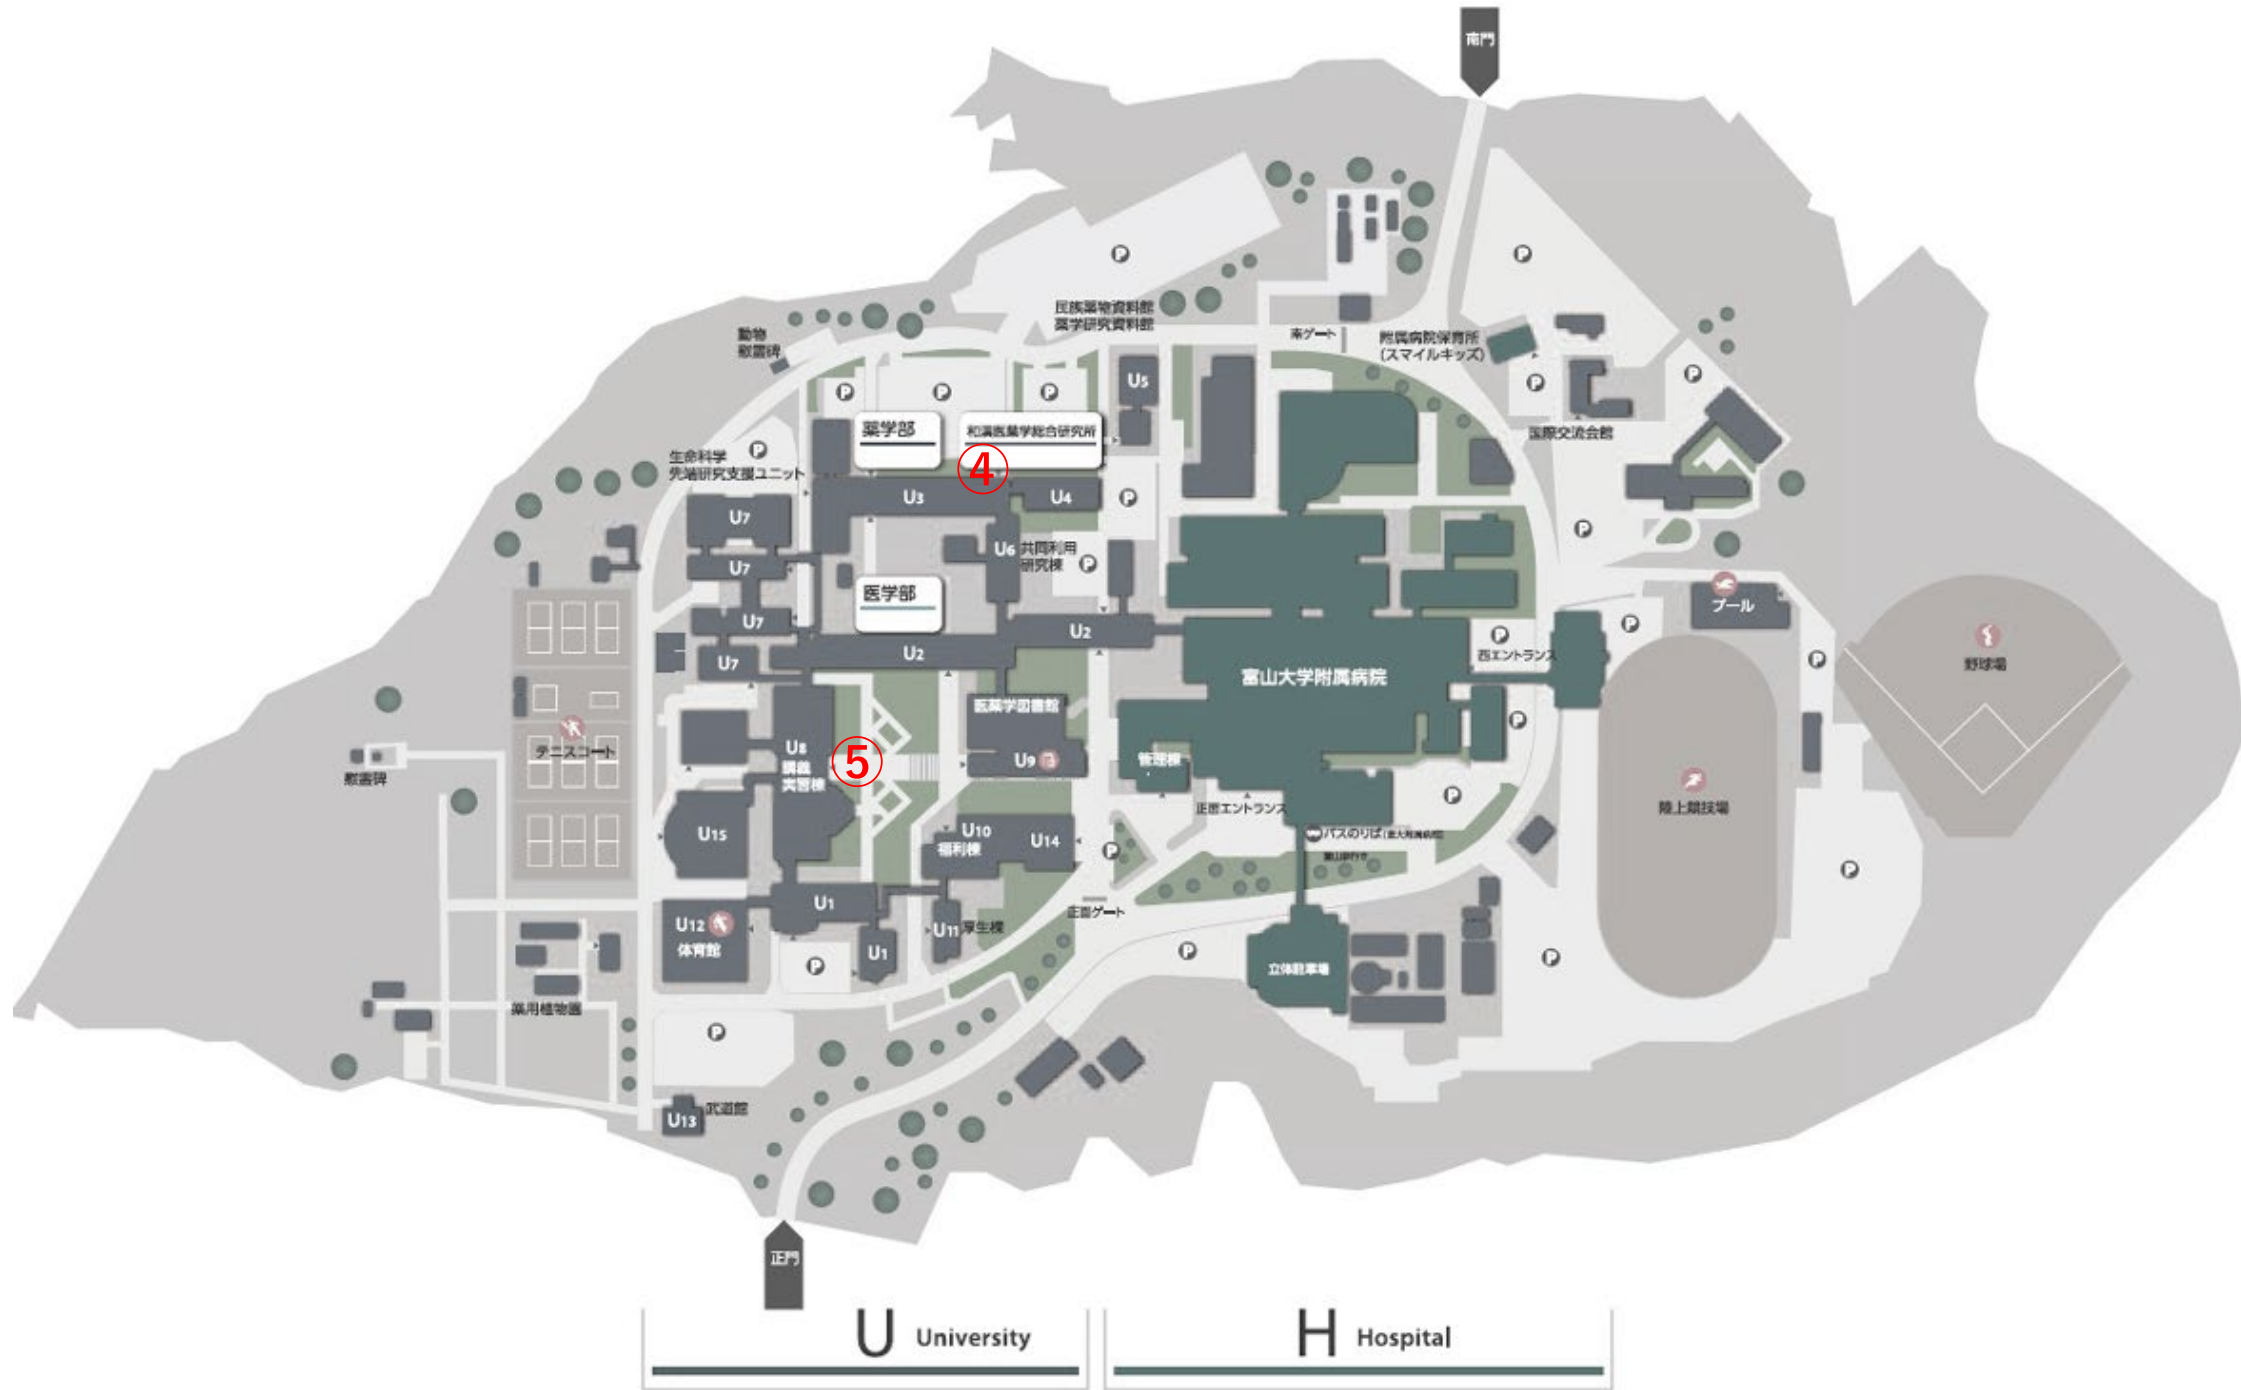 南門
P
P
民族薬物資料館
薬学研究資料館
動物
慰霊碑
南ゲート
附属病院保育所
(スマイルキッズ)
P
P
P
U5
P
P
国際交流会館
薬学部
和漢医薬学総合研究所
④
生命科学
先端研究支援ユニット
P
U3
U4
P
U7
P
U6
共同利用
研究棟
P
U7
医学部
プール
U7
U2
P
P
野球場
U2
U7
西エントランス
P
富山大学附属病院
医薬学図書館
P
テニスコート
U8
講義
実習棟
⑤
U9
管理棟
慰霊碑
正面エントランス
P
陸上競技場
バスのりば
U15
U10
福利棟
U14
P
P
U1
正面ゲート
U12
体育館
U11
厚生棟
U1
P
P
立体駐車場
P
薬用植物園
P
U13
武道館
正門
U University
H Hospital